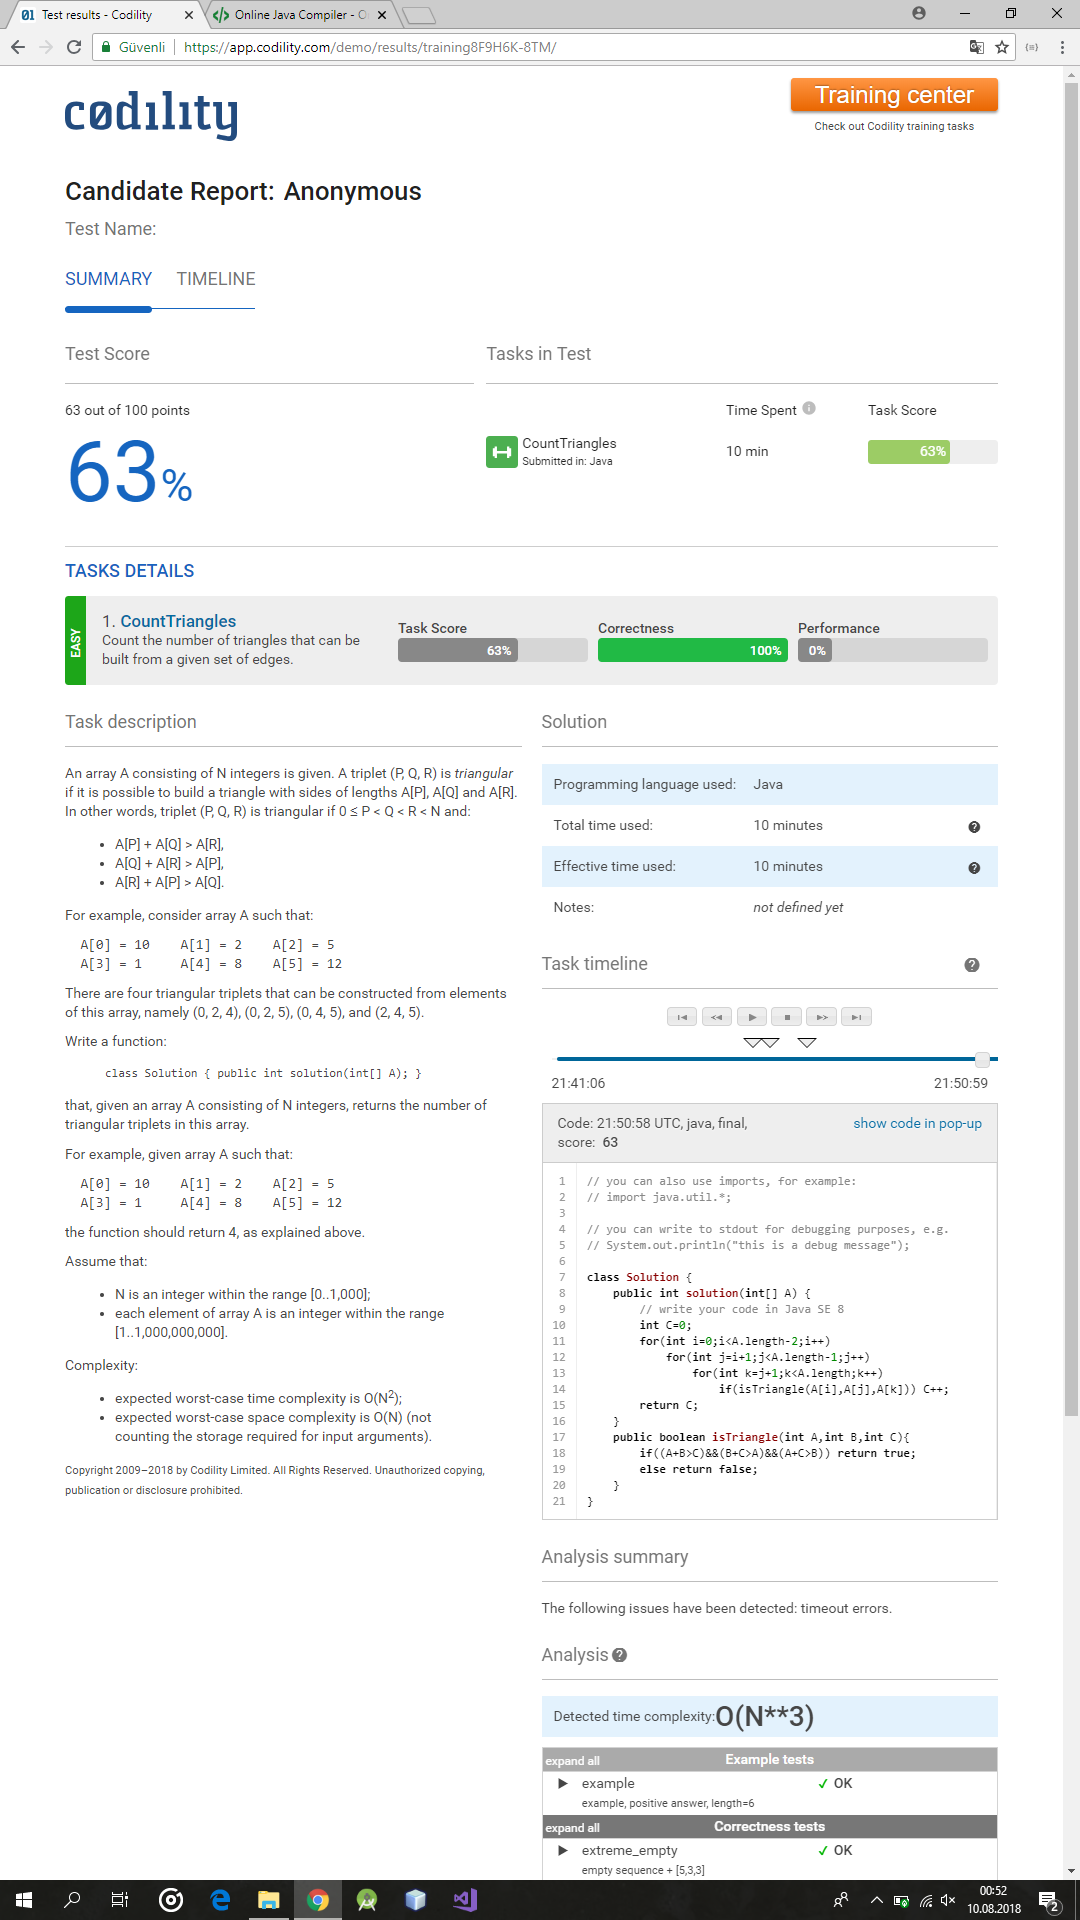 Test results - Codility
Online Java Compiler - O
Güvenli
https://app.codility.com/demo/results/training8F9H6K-8TM/
codility
Training center
Check out Codility training tasks
Candidate Report: Anonymous
Test Name:
SUMMARY TIMELINE
Test Score
Tasks in Test
63 out of 100 points
63%
Time Spent
Task Score
CountTriangles
Submitted in: Java
10 min
63%
TASKS DETAILS
EASY
1. CountTriangles
Count the number of triangles that can be
built from a given set of edges.
Task Score
63%
Correctness
100%
Performance
0%
Task description
An array A consisting of N integers is given. A triplet (P, Q, R) is triangular
if it is possible to build a triangle with sides of lengths A[P], A[Q] and A[R].
In other words, triplet (P, Q, R) is triangular if 0 ≤ P < Q < R < N and:
• A[P] + A[Q] > A[R],
• A[Q] + A[R] > A[P],
• A[R] + A[P] > A[Q].
For example, consider array A such that:
A[0] = 10 A[1] = 2 A[2] = 5
A[3] = 1 A[4] = 8 A[5] = 12
There are four triangular triplets that can be constructed from elements
of this array, namely (0, 2, 4), (0, 2, 5), (0, 4, 5), and (2, 4, 5).
Write a function:
class Solution { public int solution(int[] A); }
that, given an array A consisting of N integers, returns the number of
triangular triplets in this array.
For example, given array A such that:
A[0] = 10 A[1] = 2 A[2] = 5
A[3] = 1 A[4] = 8 A[5] = 12
the function should return 4, as explained above.
Assume that:
• N is an integer within the range [0..1,000];
• each element of array A is an integer within the range
[1..1,000,000,000].
Complexity:
• expected worst-case time complexity is O(N²);
• expected worst-case space complexity is O(N) (not
counting the storage required for input arguments).
Copyright 2009–2018 by Codility Limited. All Rights Reserved. Unauthorized copying,
publication or disclosure prohibited.
Solution
Programming language used: Java
Total time used: 10 minutes
Effective time used: 10 minutes
Notes: not defined yet
Task timeline
21:41:06
21:50:59
Code: 21:50:58 UTC, java, final,
score: 63
show code in pop-up
1 // you can also use imports, for example:
2 // import java.util.*;
3
4 // you can write to stdout for debugging purposes, e.g.
5 // System.out.println("this is a debug message");
6
7 class Solution {
8 public int solution(int[] A) {
9 // write your code in Java SE 8
10 int C=0;
11 for(int i=0;i<A.length-2;i++)
12 for(int j=i+1;j<A.length-1;j++)
13 for(int k=j+1;k<A.length;k++)
14 if(isTriangle(A[i],A[j],A[k])) C++;
15 return C;
16 }
17 public boolean isTriangle(int A,int B,int C){
18 if((A+B>C)&&(B+C>A)&&(A+C>B)) return true;
19 else return false;
20 }
21 }
Analysis summary
The following issues have been detected: timeout errors.
Analysis
Detected time complexity: O(N**3)
expand all Example tests
example ✓ OK
example, positive answer, length=6
expand all Correctness tests
extreme_empty ✓ OK
empty sequence + [5,3,3]
00:52
10.08.2018
2